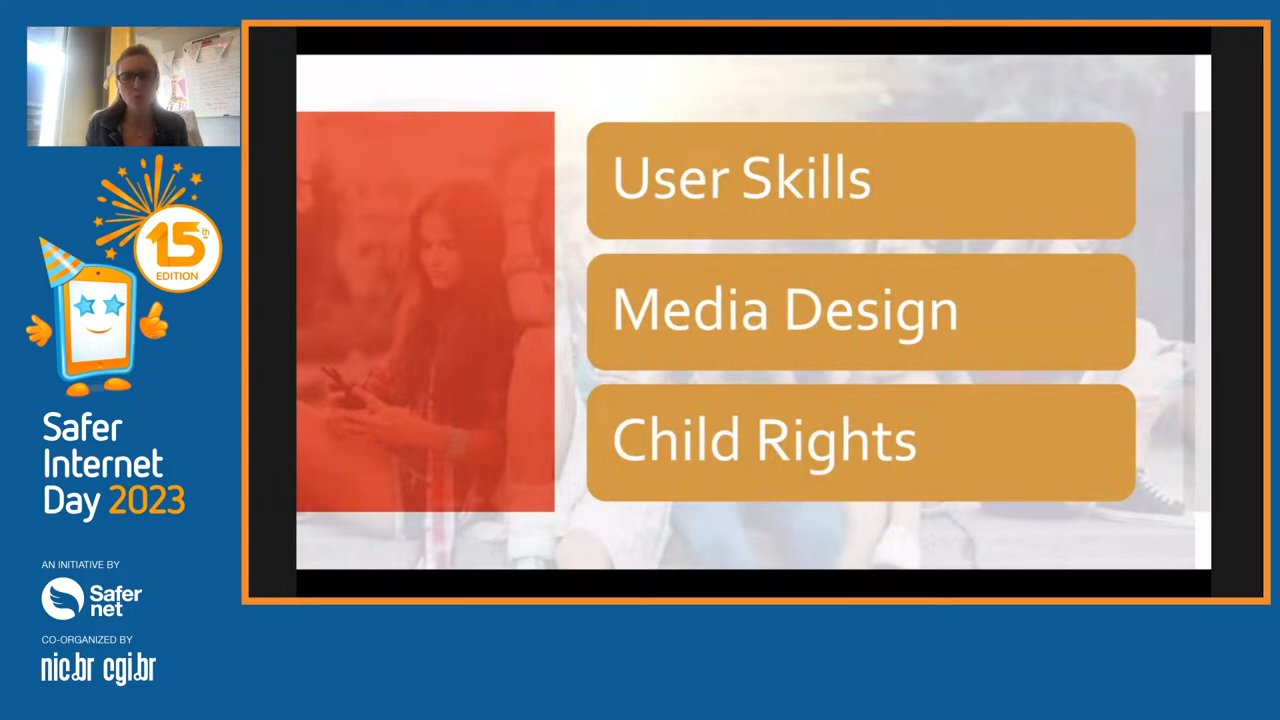 User Skills
Media Design
Child Rights
15th
EDITION
Safer
Internet
Day 2023
AN INITIATIVE BY
Safer
net
CO-ORGANIZED BY
nic.br cgi.br